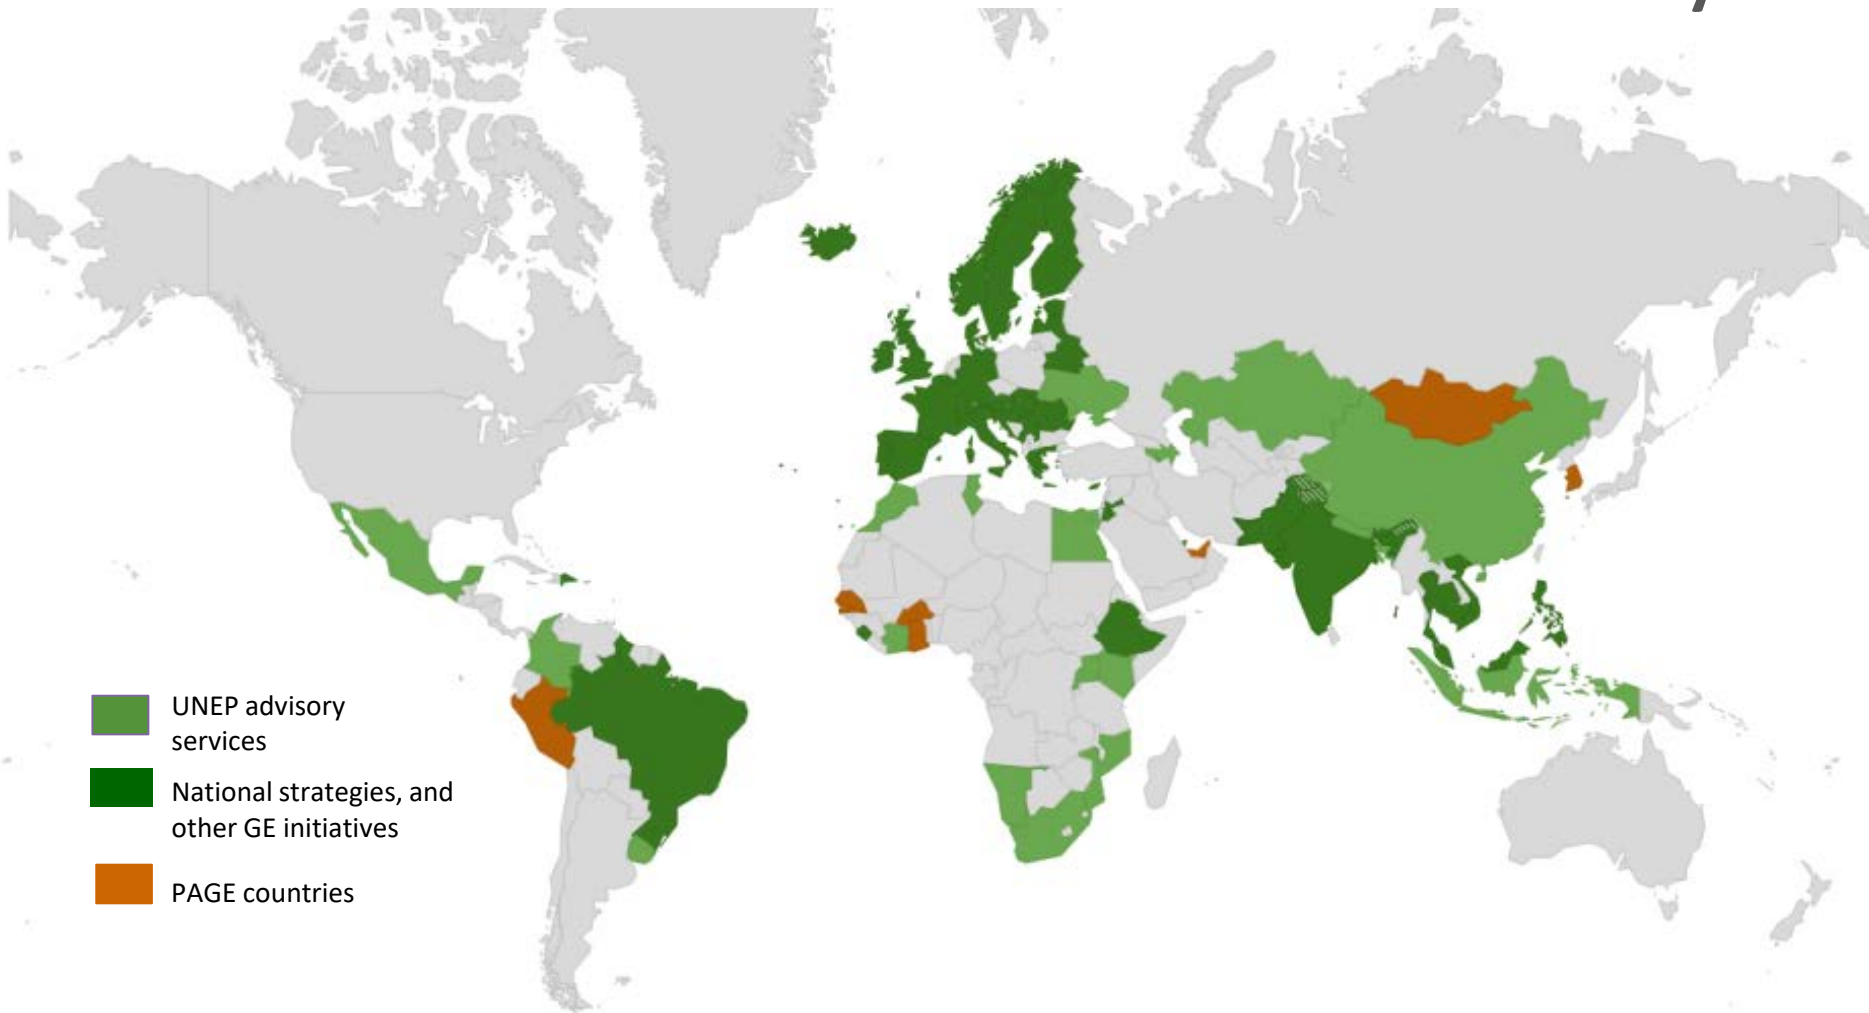 UNEP advisory
services
National strategies, and
other GE initiatives
PAGE countries